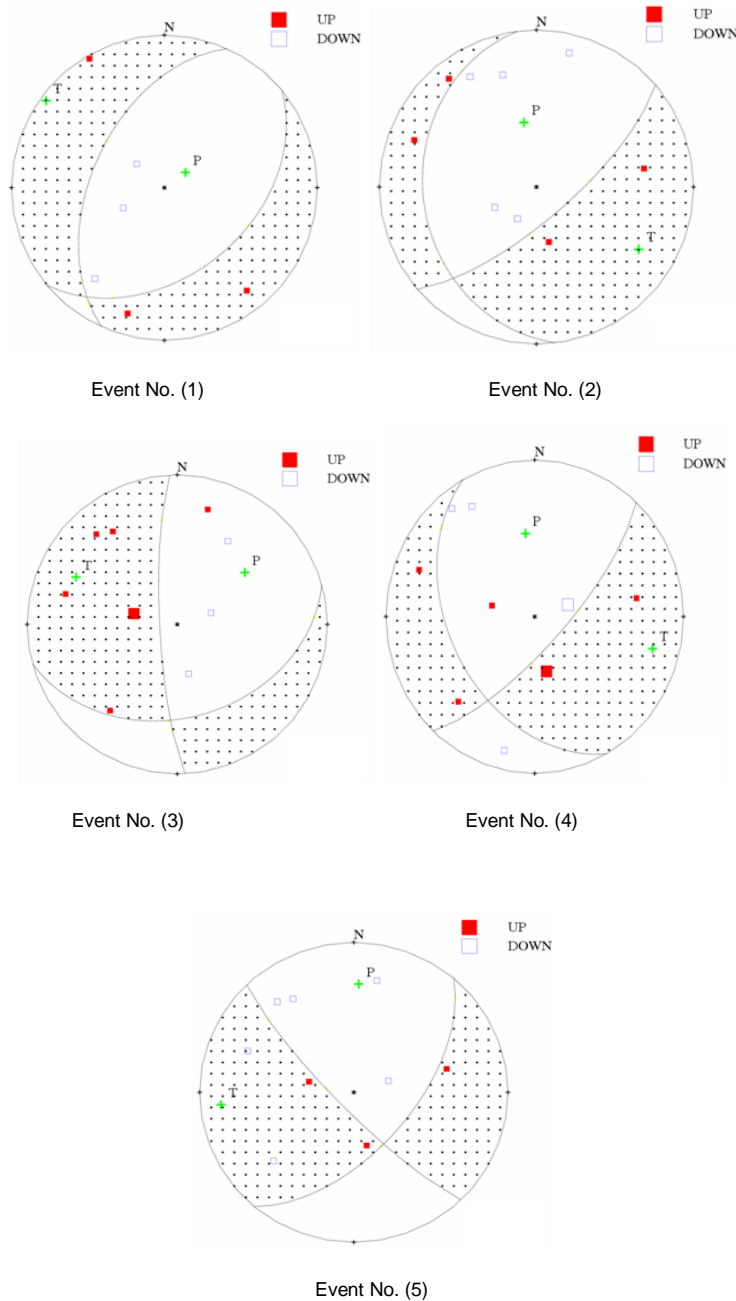 N
UP
DOWN
T
P
Event No. (1)
N
UP
DOWN
P
T
Event No. (2)
N
UP
DOWN
T
P
Event No. (3)
N
UP
DOWN
P
T
Event No. (4)
N
UP
DOWN
P
T
Event No. (5)